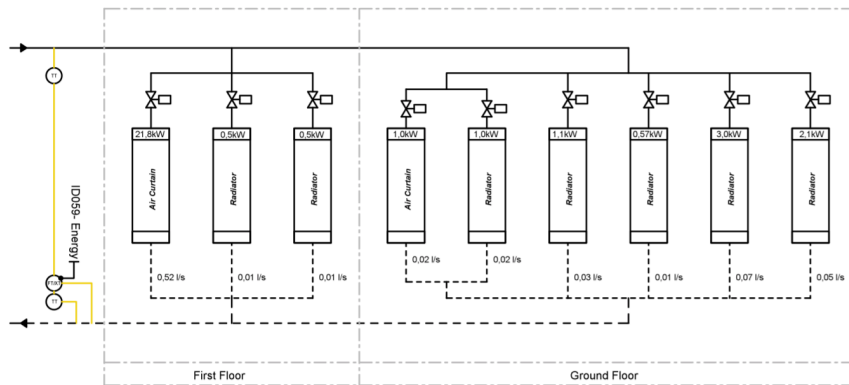 TT
21,8kW
0,5kW
0,5kW
1,0kW
1,0kW
1,1kW
0,57kW
3,0kW
2,1kW
Air Curtain
Radiator
Radiator
Air Curtain
Radiator
Radiator
Radiator
Radiator
Radiator
ID059- Energy
0,52 l/s
0,01 l/s
0,01 l/s
0,02 l/s
0,02 l/s
0,03 l/s
0,01 l/s
0,07 l/s
0,05 l/s
TT
First Floor
Ground Floor